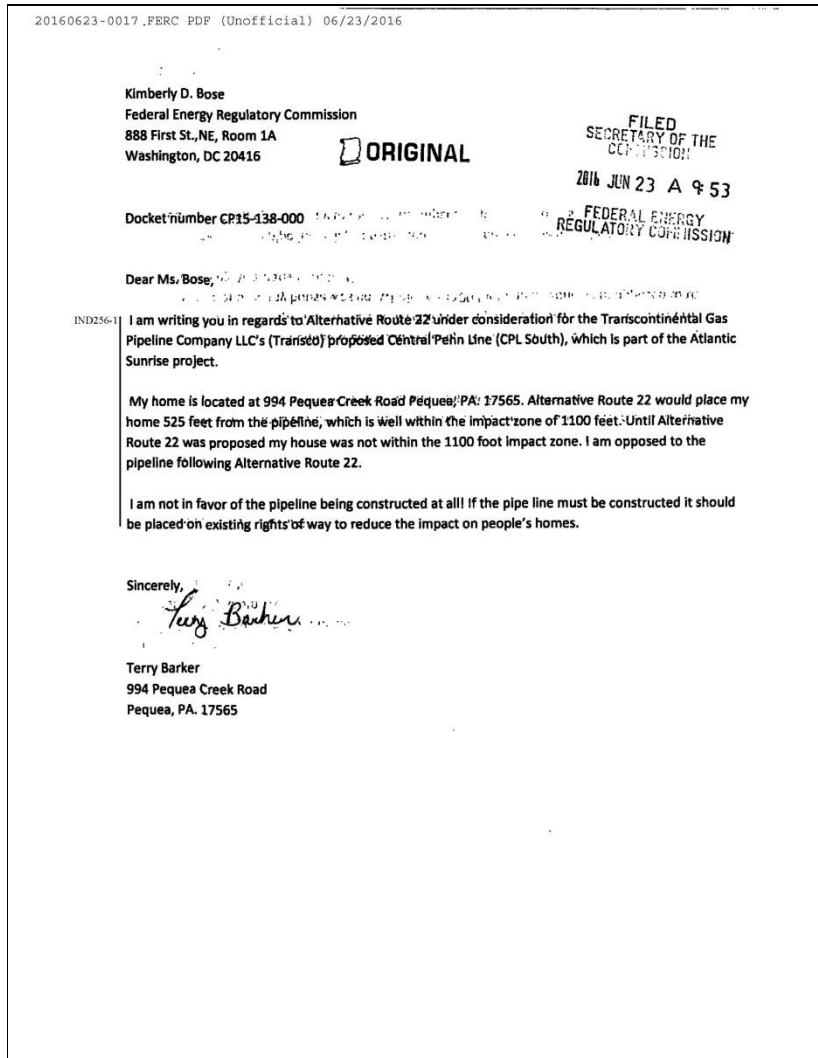 20160623-0017 FERC PDF (Unofficial) 06/23/2016
Kimberly D. Bose
Federal Energy Regulatory Commission
888 First St.,NE, Room 1A
Washington, DC 20416
ORIGINAL
FILED
SECRETARY OF THE
COMMISSION
2016 JUN 23 A 9 53
FEDERAL ENERGY
REGULATORY COMMISSION
Docket number CP15-138-000
Dear Ms. Bose,
IND256-1
I am writing you in regards to Alternative Route 22 under consideration for the Transcontinental Gas
Pipeline Company LLC's (Transco) proposed Central Penn Line (CPL South), which is part of the Atlantic
Sunrise project.
My home is located at 994 Pequea Creek Road Pequea, PA. 17565. Alternative Route 22 would place my
home 525 feet from the pipeline, which is well within the impact zone of 1100 feet. Until Alternative
Route 22 was proposed my house was not within the 1100 foot impact zone. I am opposed to the
pipeline following Alternative Route 22.
I am not in favor of the pipeline being constructed at all! If the pipe line must be constructed it should
be placed on existing rights of way to reduce the impact on people's homes.
Sincerely,
Terry Barker
Terry Barker
994 Pequea Creek Road
Pequea, PA. 17565